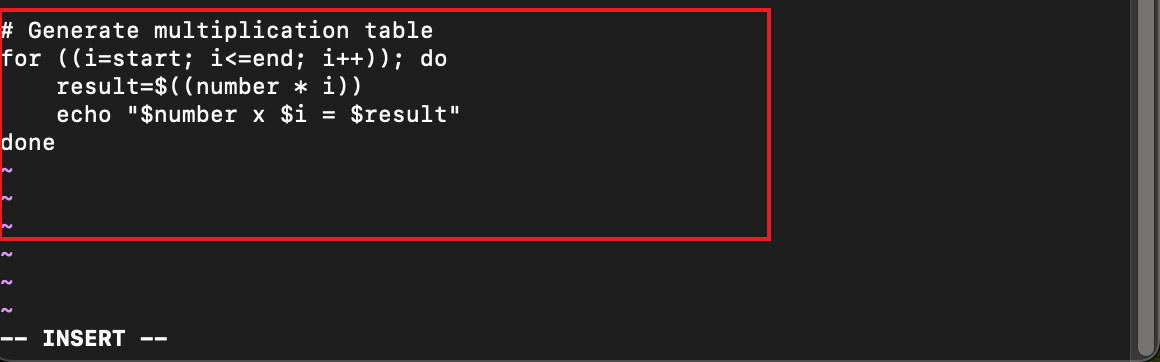 # Generate multiplication table
for ((i=start; i<=end; i++)); do
    result=$((number * i))
    echo "$number x $i = $result"
done
~
~
~
~
~
~
-- INSERT --